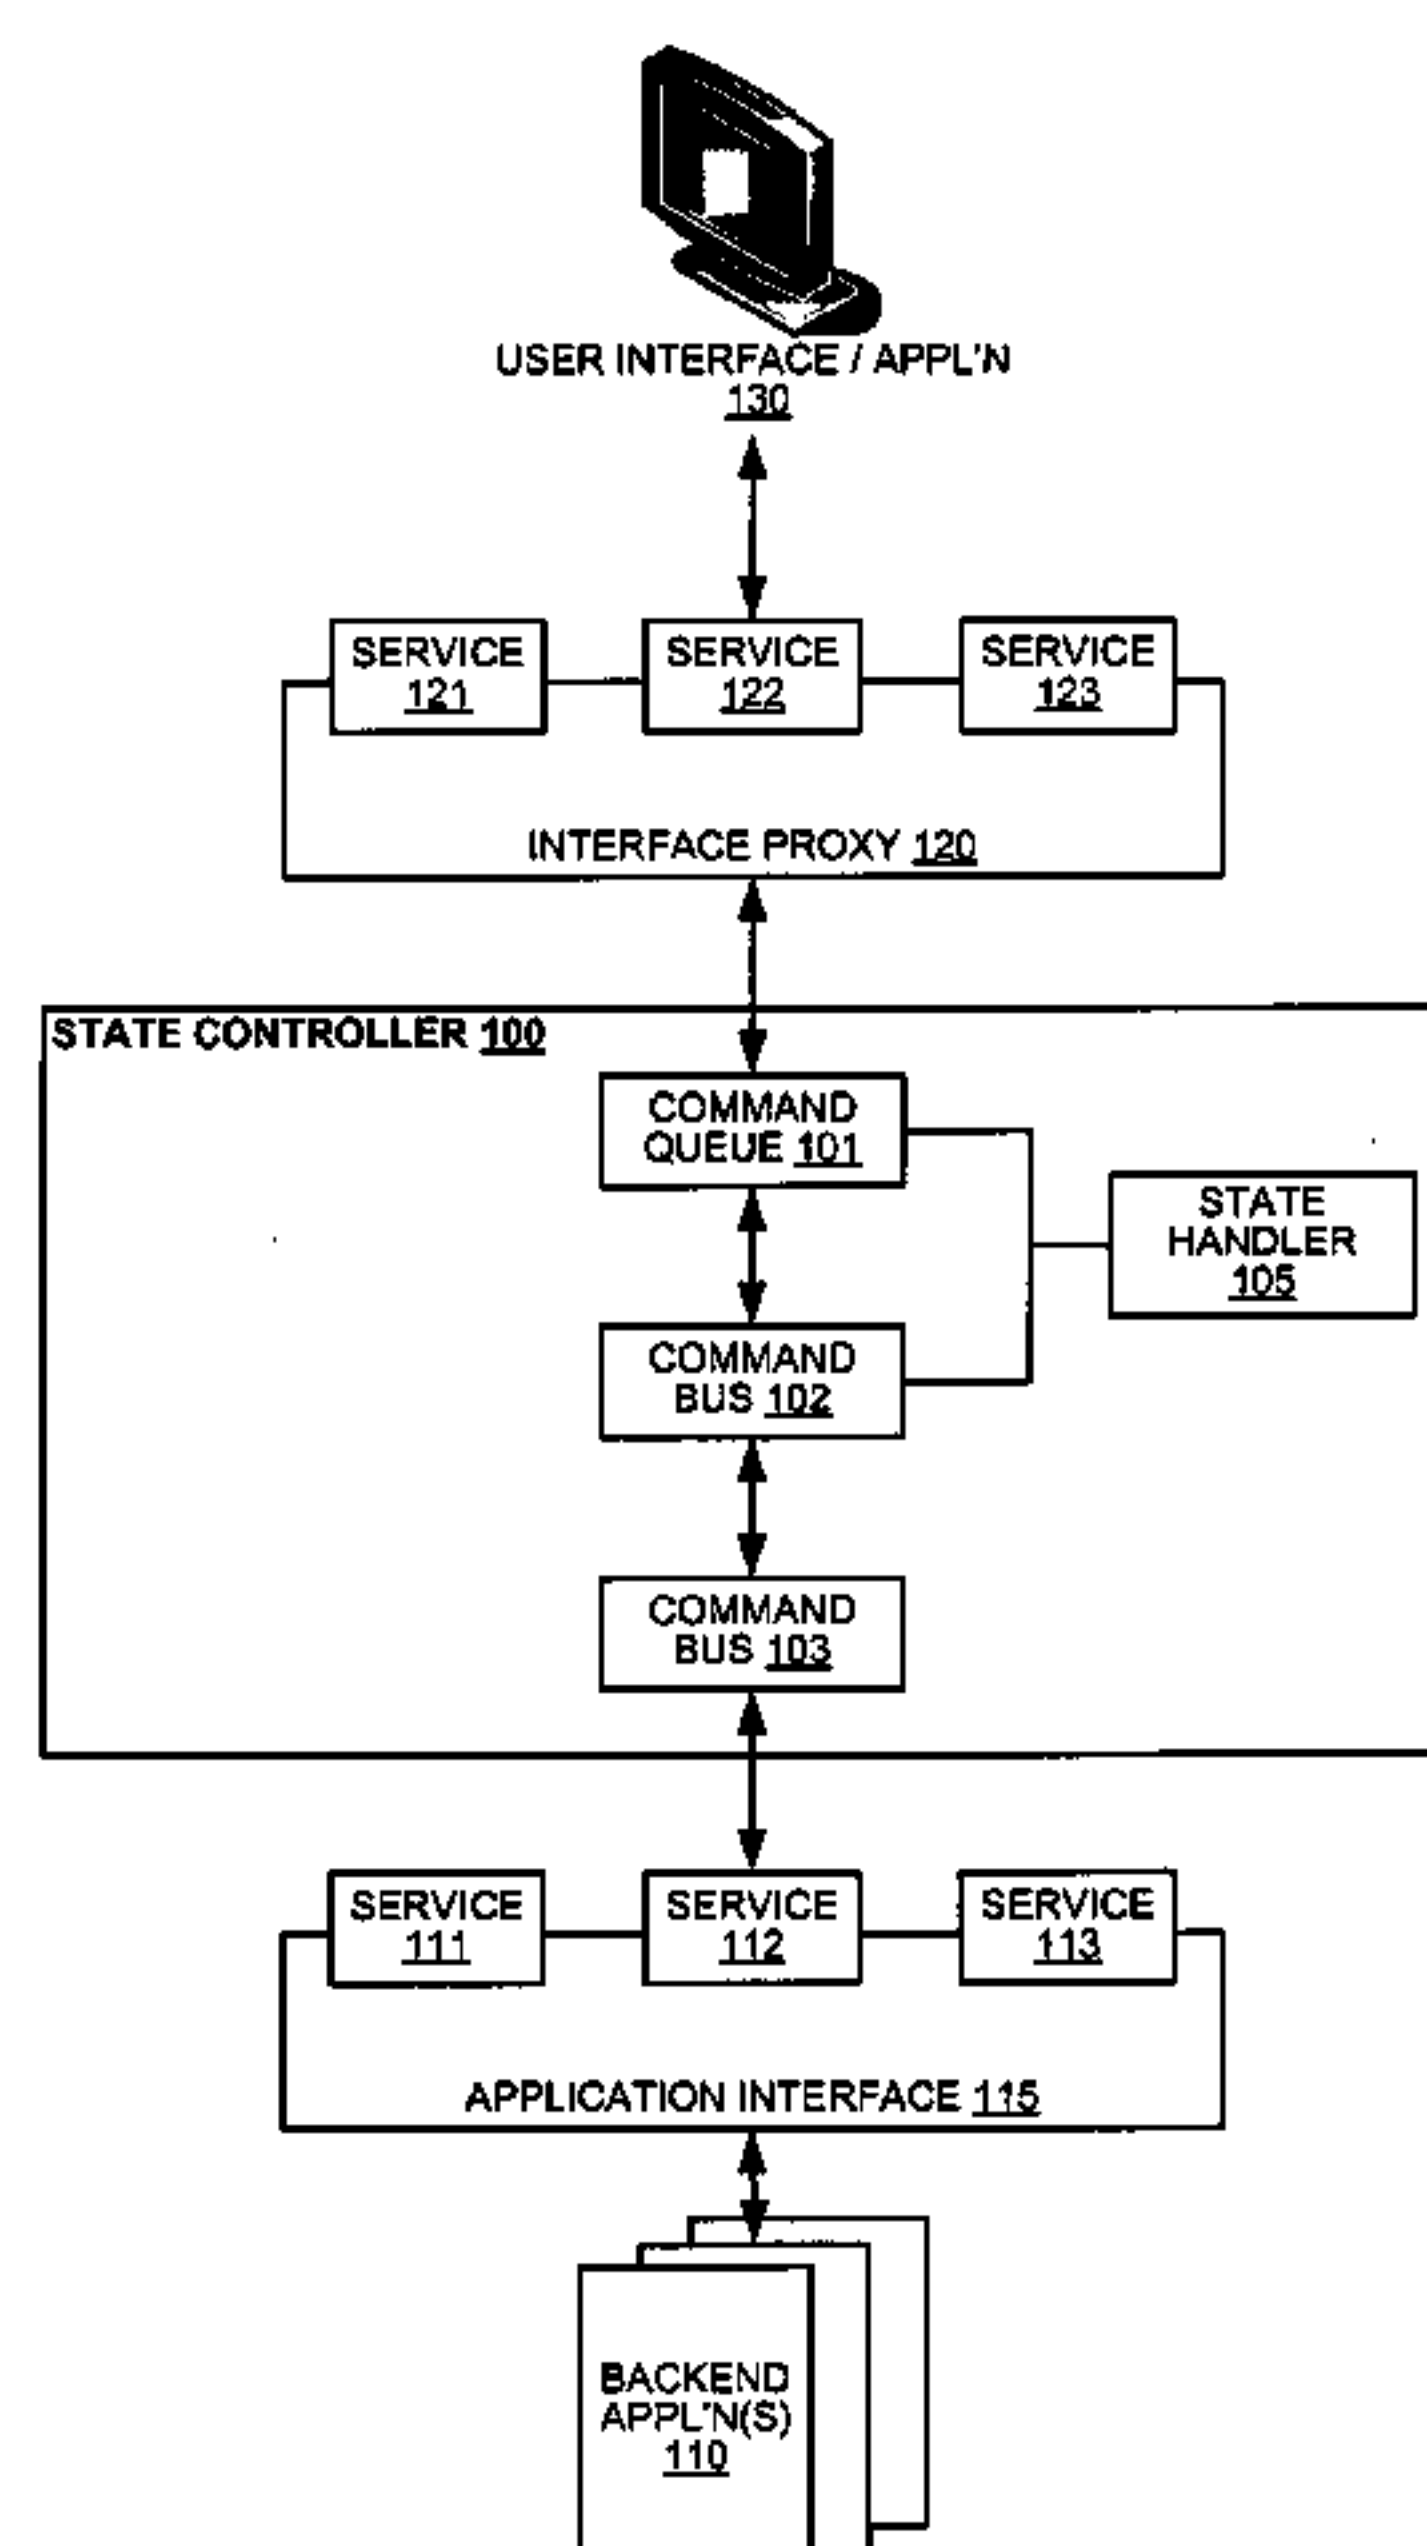 USER INTERFACE / APPL'N
130
SERVICE
121
SERVICE
122
SERVICE
123
INTERFACE PROXY 120
STATE CONTROLLER 100
COMMAND
QUEUE 101
STATE
HANDLER
105
COMMAND
BUS 102
COMMAND
BUS 103
SERVICE
111
SERVICE
112
SERVICE
113
APPLICATION INTERFACE 115
BACKEND
APPL'N(S)
110